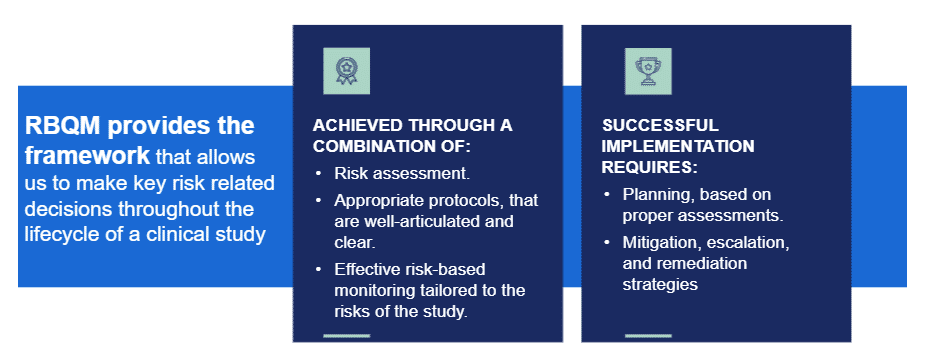 RBQM provides the
framework that allows
us to make key risk related
decisions throughout the
lifecycle of a clinical study
ACHIEVED THROUGH A
COMBINATION OF:
• Risk assessment.
• Appropriate protocols, that
are well-articulated and
clear.
• Effective risk-based
monitoring tailored to the
risks of the study.
SUCCESSFUL
IMPLEMENTATION
REQUIRES:
• Planning, based on
proper assessments.
• Mitigation, escalation,
and remediation
strategies